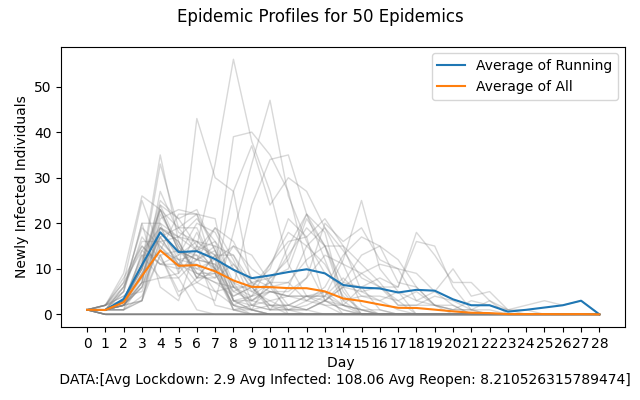 Epidemic Profiles for 50 Epidemics
Average of Running
Average of All
Newly Infected Individuals
50
40
30
20
10
0
0 1 2 3 4 5 6 7 8 9 10 11 12 13 14 15 16 17 18 19 20 21 22 23 24 25 26 27 28
Day
DATA:[Avg Lockdown: 2.9 Avg Infected: 108.06 Avg Reopen: 8.210526315789474]